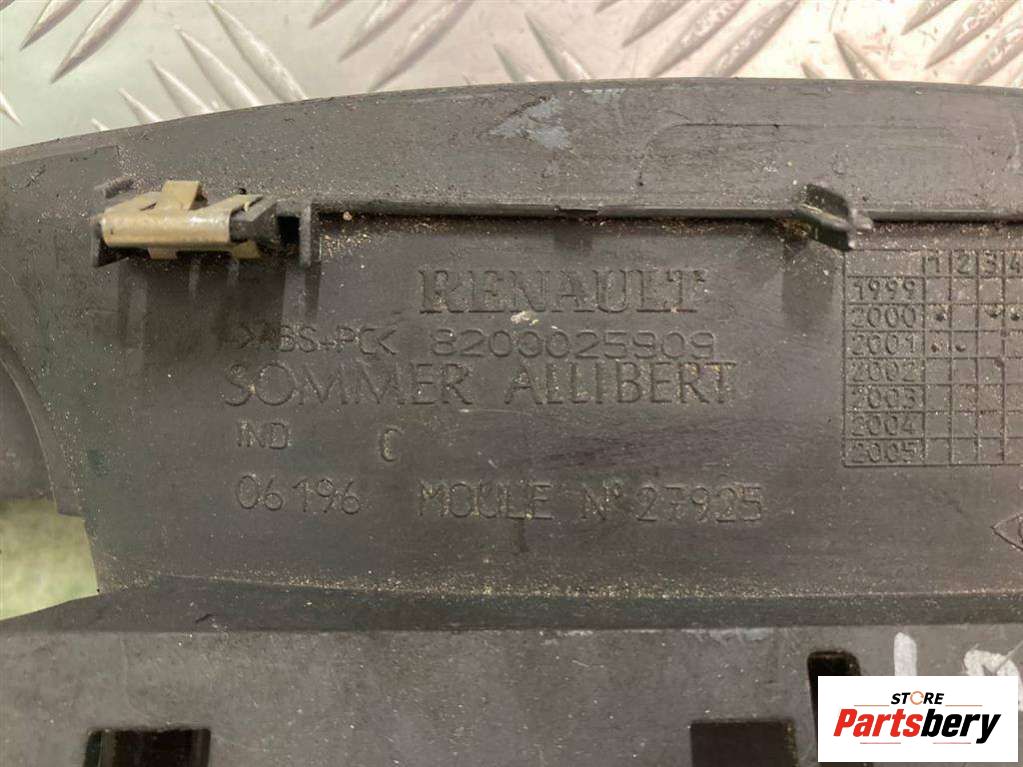 RENAULT
>ABS+PC< 8200025909
SOMMER ALLIBERT
IND C
06196 MOULE Nº 27925
1 2 3 4
1999
2000
2001
2002
2003
2004
2005
STORE
Partsbery